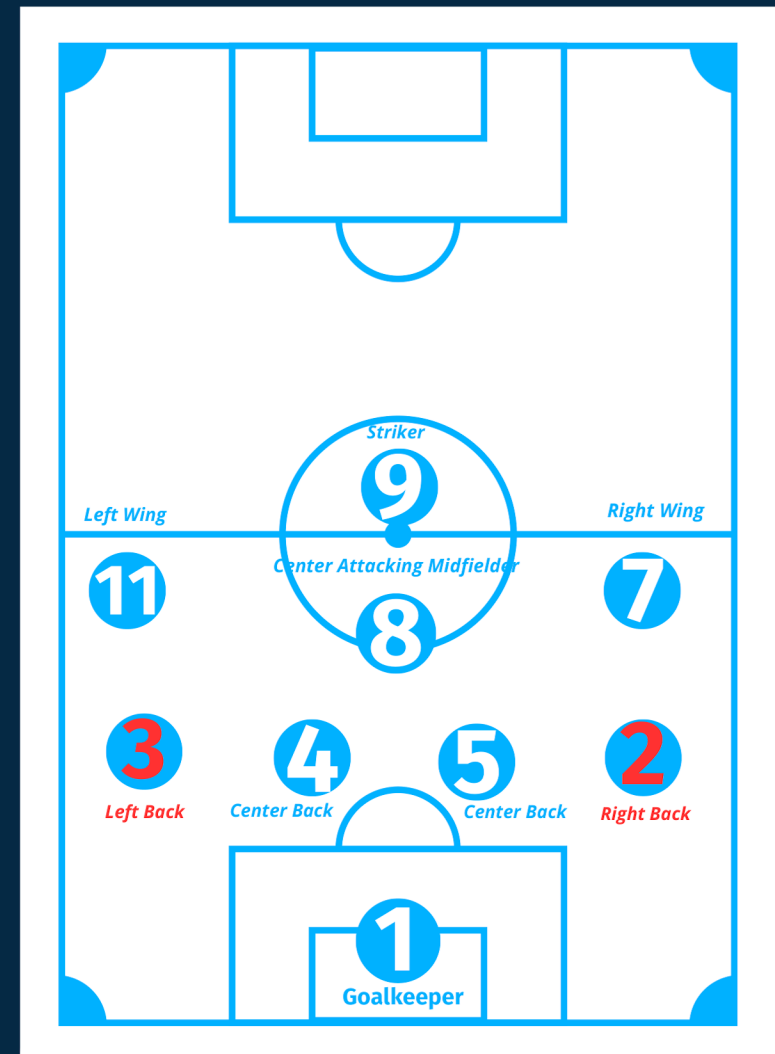 Striker
9
Left Wing
Right Wing
Center Attacking Midfielder
11
7
8
3
4
5
2
Left Back
Center Back
Center Back
Right Back
1
Goalkeeper